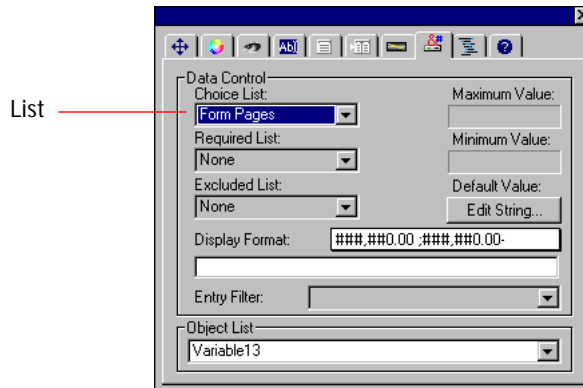 AbI
&#
?
Data Control
Choice List:
Maximum Value:
List
Form Pages
Required List:
Minimum Value:
None
Excluded List:
Default Value:
None
Edit String...
Display Format:
###,##0.00 ;###,##0.00-
Entry Filter:
Object List
Variable13